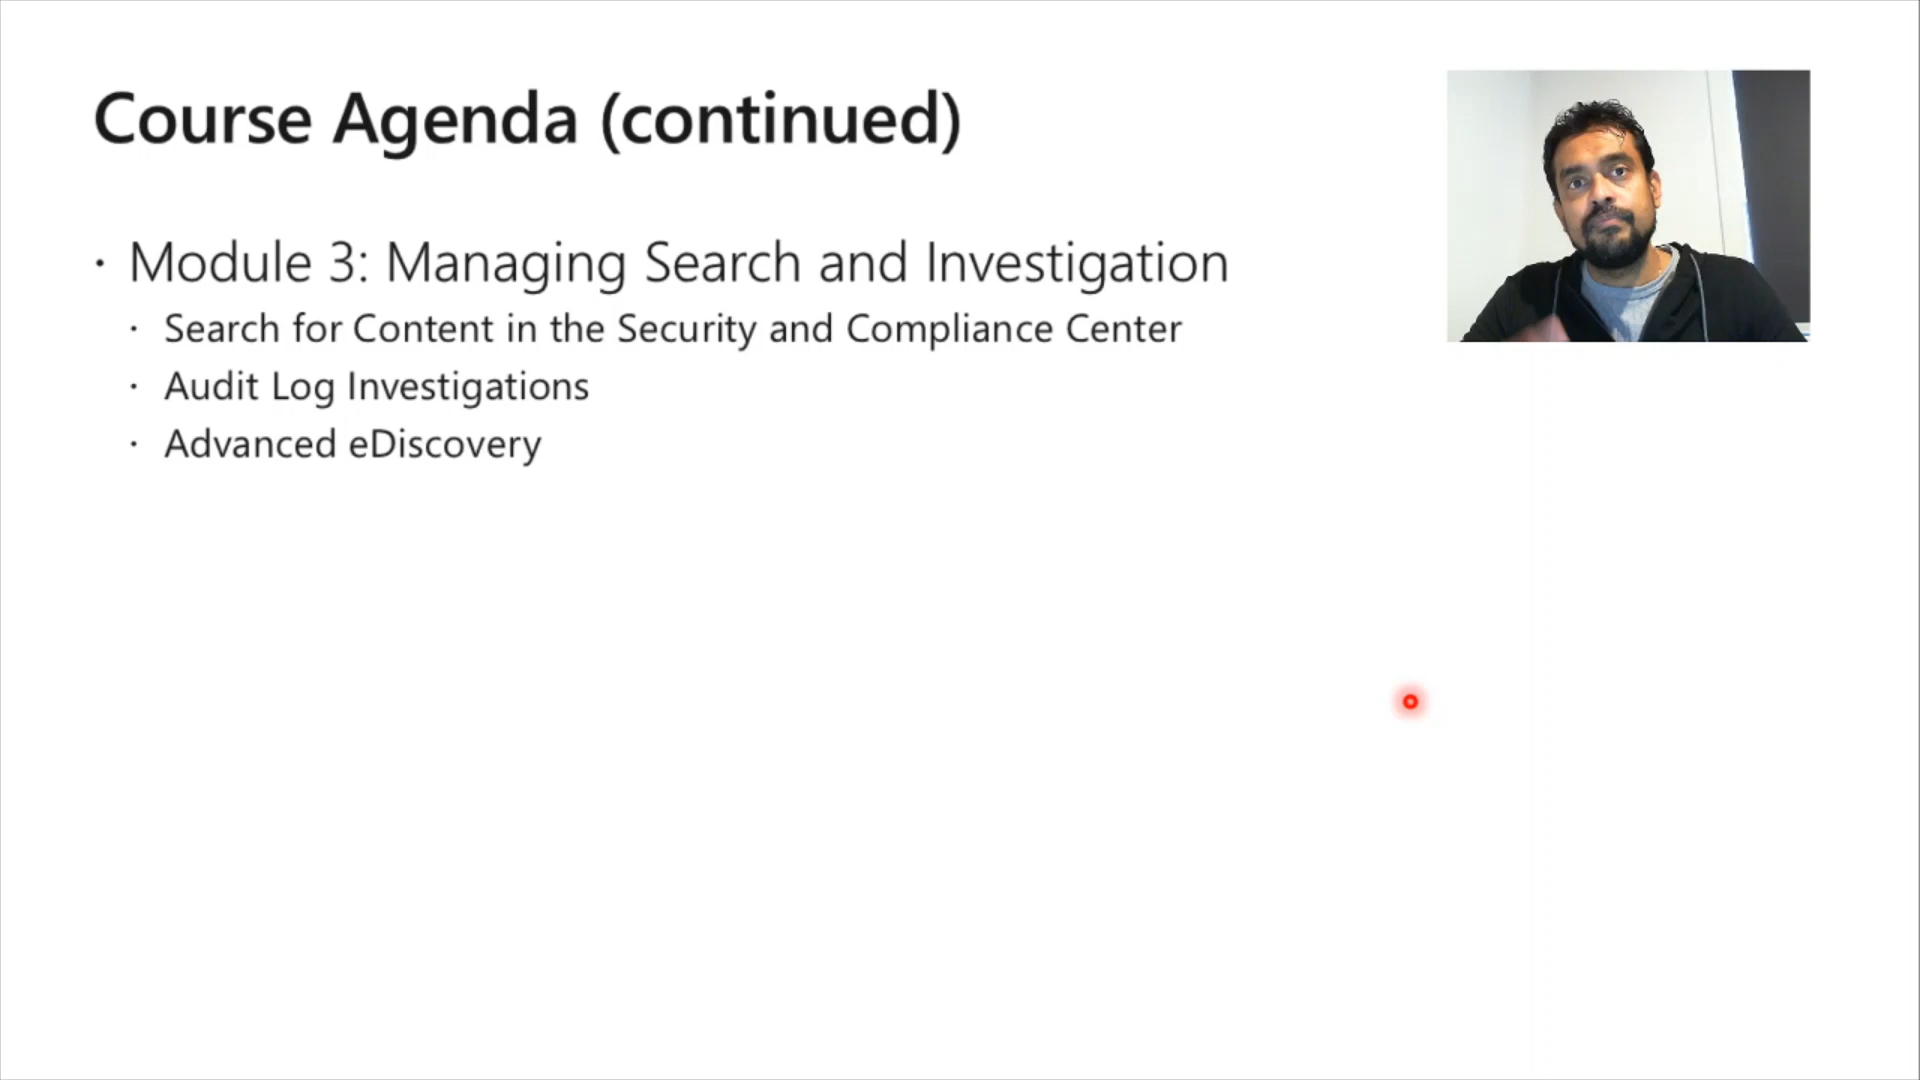 Course Agenda (continued)
· Module 3: Managing Search and Investigation
· Search for Content in the Security and Compliance Center
· Audit Log Investigations
· Advanced eDiscovery